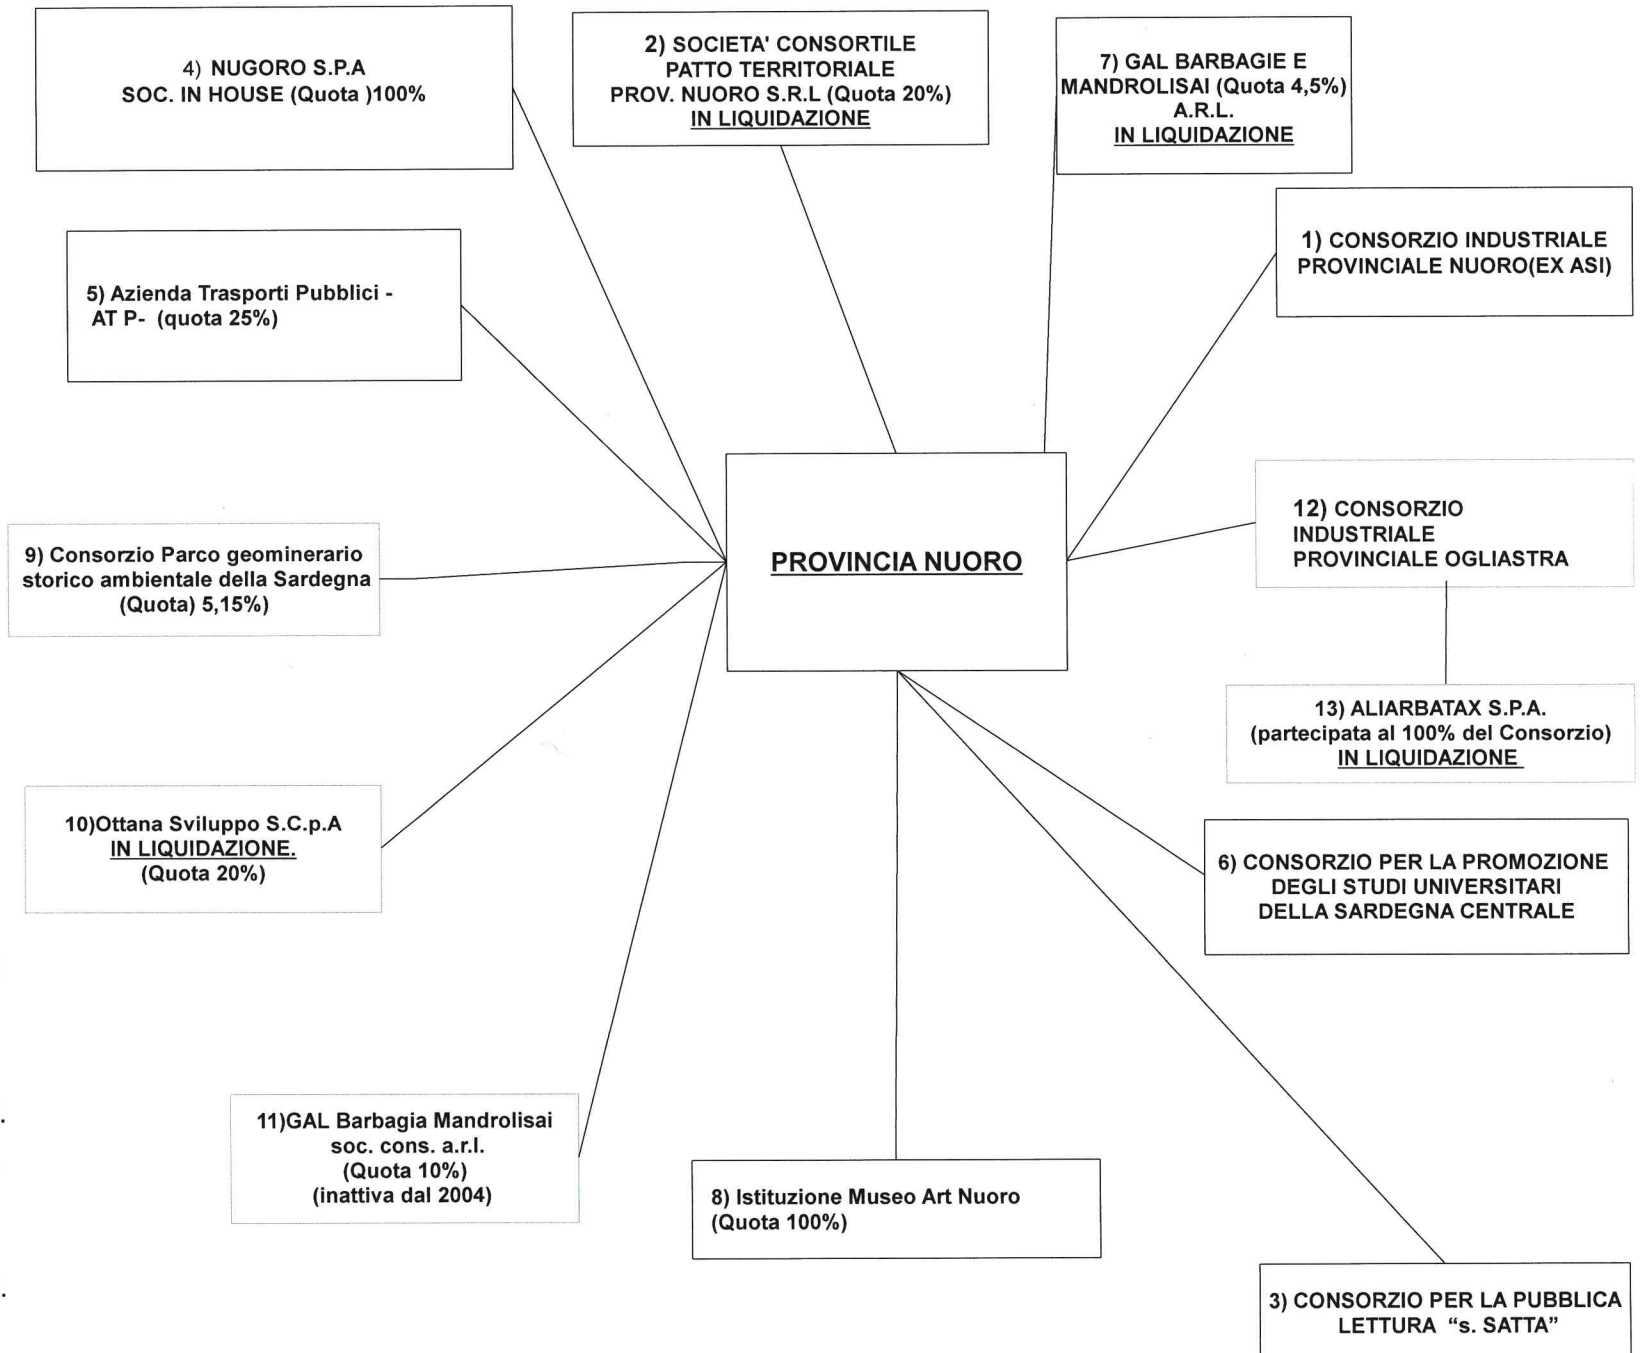 4) NUGORO S.P.A
SOC. IN HOUSE (Quota )100%
2) SOCIETA' CONSORTILE
PATTO TERRITORIALE
PROV. NUORO S.R.L (Quota 20%)
IN LIQUIDAZIONE
7) GAL BARBAGIE E
MANDROLISAI (Quota 4,5%)
A.R.L.
IN LIQUIDAZIONE
1) CONSORZIO INDUSTRIALE
PROVINCIALE NUORO(EX ASI)
5) Azienda Trasporti Pubblici -
AT P- (quota 25%)
12) CONSORZIO
INDUSTRIALE
PROVINCIALE OGLIASTRA
9) Consorzio Parco geominerario
storico ambientale della Sardegna
(Quota) 5,15%)
PROVINCIA NUORO
13) ALIARBATAX S.P.A.
(partecipata al 100% del Consorzio)
IN LIQUIDAZIONE
10)Ottana Sviluppo S.C.p.A
IN LIQUIDAZIONE.
(Quota 20%)
6) CONSORZIO PER LA PROMOZIONE
DEGLI STUDI UNIVERSITARI
DELLA SARDEGNA CENTRALE
11)GAL Barbagia Mandrolisai
soc. cons. a.r.l.
(Quota 10%)
(inattiva dal 2004)
8) Istituzione Museo Art Nuoro
(Quota 100%)
3) CONSORZIO PER LA PUBBLICA
LETTURA “s. SATTA”